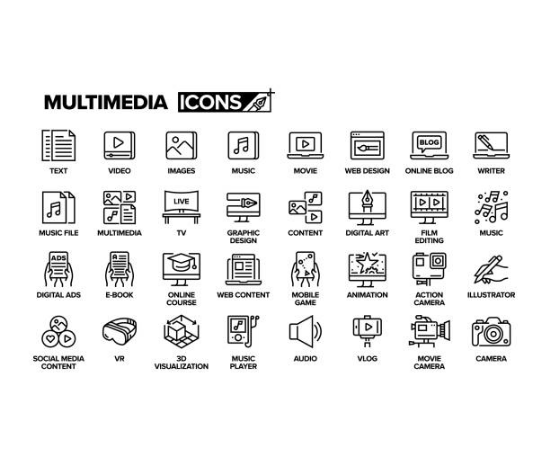 MULTIMEDIA ICONS
TEXT
VIDEO
IMAGES
MUSIC
MOVIE
WEB DESIGN
BLOG
ONLINE BLOG
WRITER
MUSIC FILE
MULTIMEDIA
LIVE
TV
GRAPHIC
DESIGN
CONTENT
DIGITAL ART
FILM
EDITING
MUSIC
ADS
DIGITAL ADS
A
E-BOOK
ONLINE
COURSE
WEB CONTENT
MOBILE
GAME
ANIMATION
ACTION
CAMERA
ILLUSTRATOR
SOCIAL MEDIA
CONTENT
VR
3D
VISUALIZATION
MUSIC
PLAYER
AUDIO
VLOG
MOVIE
CAMERA
CAMERA